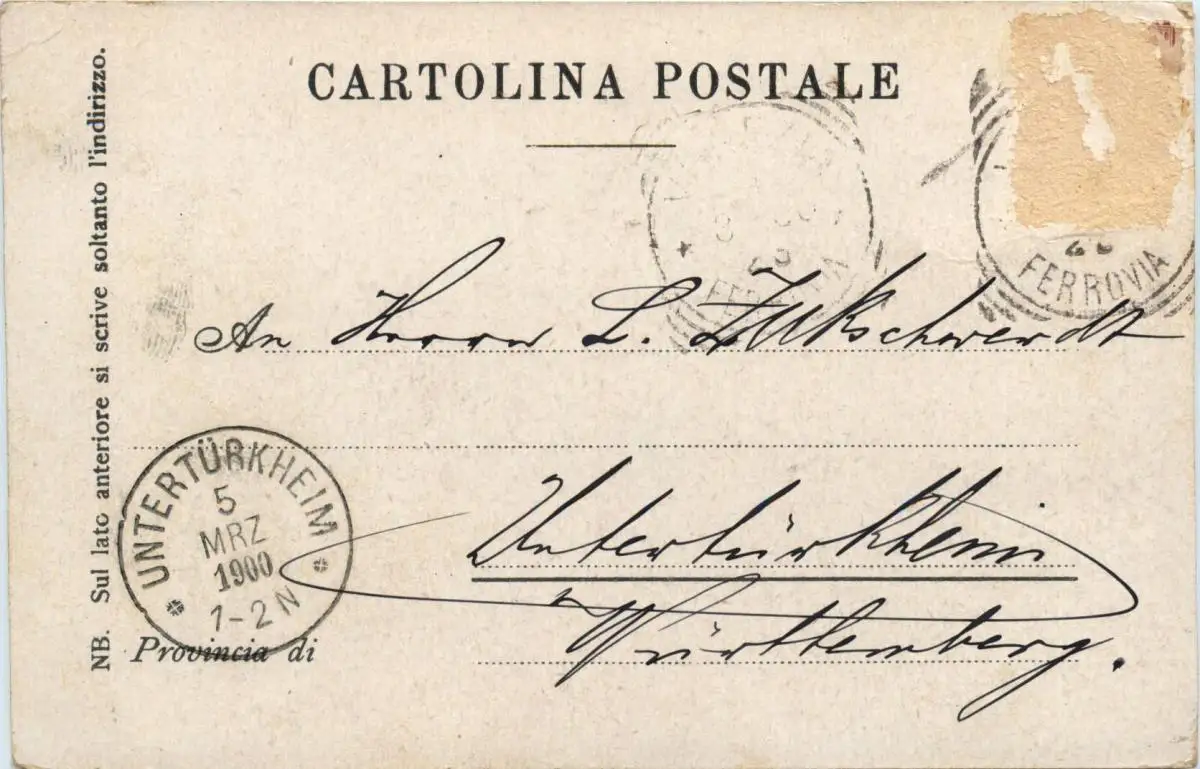 CARTOLINA POSTALE
NB. Sul lato anteriore si scrive soltanto l'indirizzo.
FERROVIA
An Herrn L. Zuckschwerdt
UNTERTÜRKHEIM
5
MRZ
1900
1-2 N
Untertürkheim
Württemberg.
Provincia di